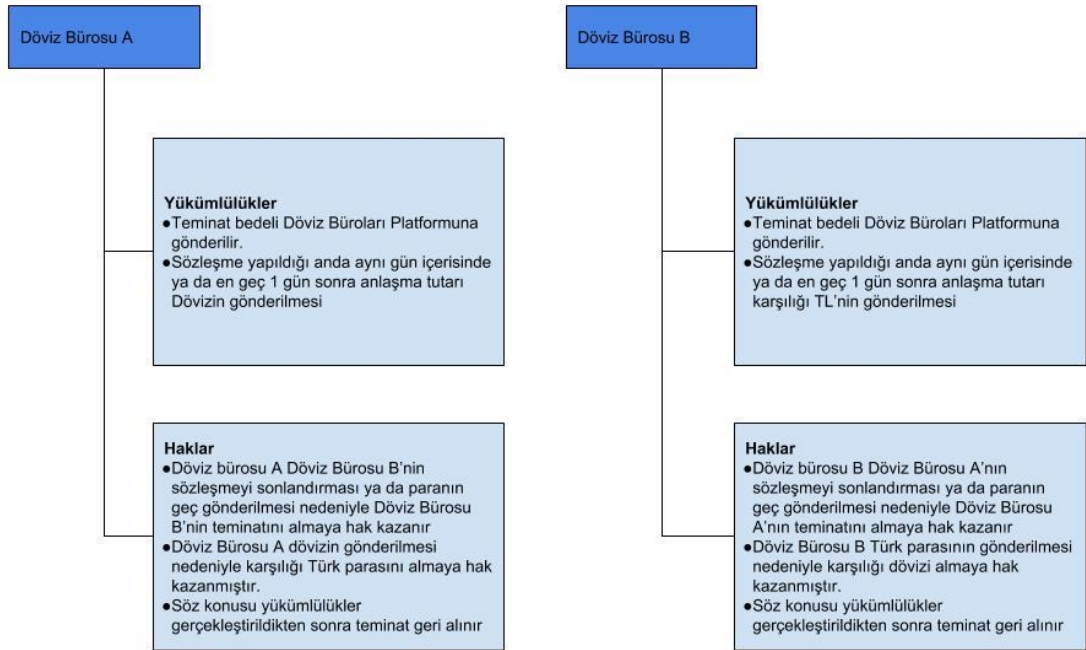 Döviz Bürosu A
Yükümlülükler
●Teminat bedeli Döviz Büroları Platformuna
gönderilir.
●Sözleşme yapıldığı anda aynı gün içerisinde
ya da en geç 1 gün sonra anlaşma tutarı
Dövizin gönderilmesi
Haklar
●Döviz bürosu A Döviz Bürosu B'nin
sözleşmeyi sonlandırması ya da paranın
geç gönderilmesi nedeniyle Döviz Bürosu
B'nin teminatını almaya hak kazanır
●Döviz Bürosu A dövizin gönderilmesi
nedeniyle karşılığı Türk parasını almaya hak
kazanmıştır.
●Söz konusu yükümlülükler
gerçekleştirildikten sonra teminat geri alınır
Döviz Bürosu B
Yükümlülükler
●Teminat bedeli Döviz Büroları Platformuna
gönderilir.
●Sözleşme yapıldığı anda aynı gün içerisinde
ya da en geç 1 gün sonra anlaşma tutarı
karşılığı TL'nin gönderilmesi
Haklar
●Döviz bürosu B Döviz Bürosu A'nın
sözleşmeyi sonlandırması ya da paranın
geç gönderilmesi nedeniyle Döviz Bürosu
A'nın teminatını almaya hak kazanır
●Döviz Bürosu B Türk parasının gönderilmesi
nedeniyle karşılığı dövizi almaya hak
kazanmıştır.
●Söz konusu yükümlülükler
gerçekleştirildikten sonra teminat geri alınır